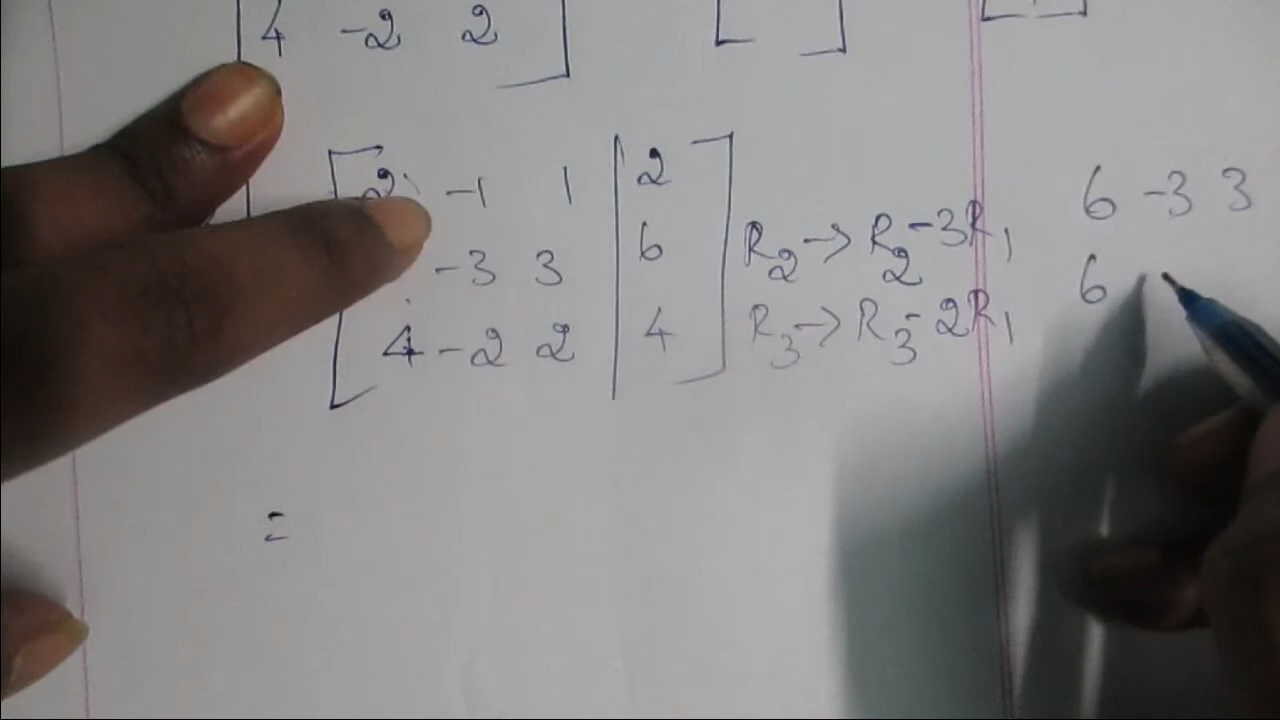 4 -2 2
2 -1 1 | 2
-3 3 | 6 R₂ → R₂ - 3R₁
4 -2 2 | 4 R₃ → R₃ - 2R₁
6 -3 3
6
=